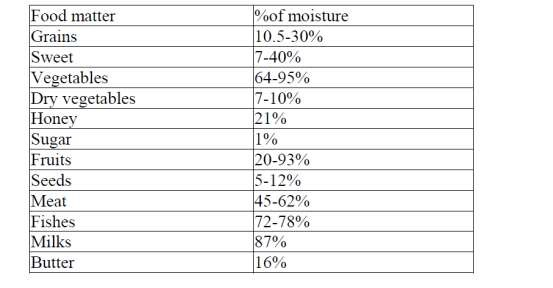 Food matter %of moisture
Grains 10.5-30%
Sweet 7-40%
Vegetables 64-95%
Dry vegetables 7-10%
Honey 21%
Sugar 1%
Fruits 20-93%
Seeds 5-12%
Meat 45-62%
Fishes 72-78%
Milks 87%
Butter 16%